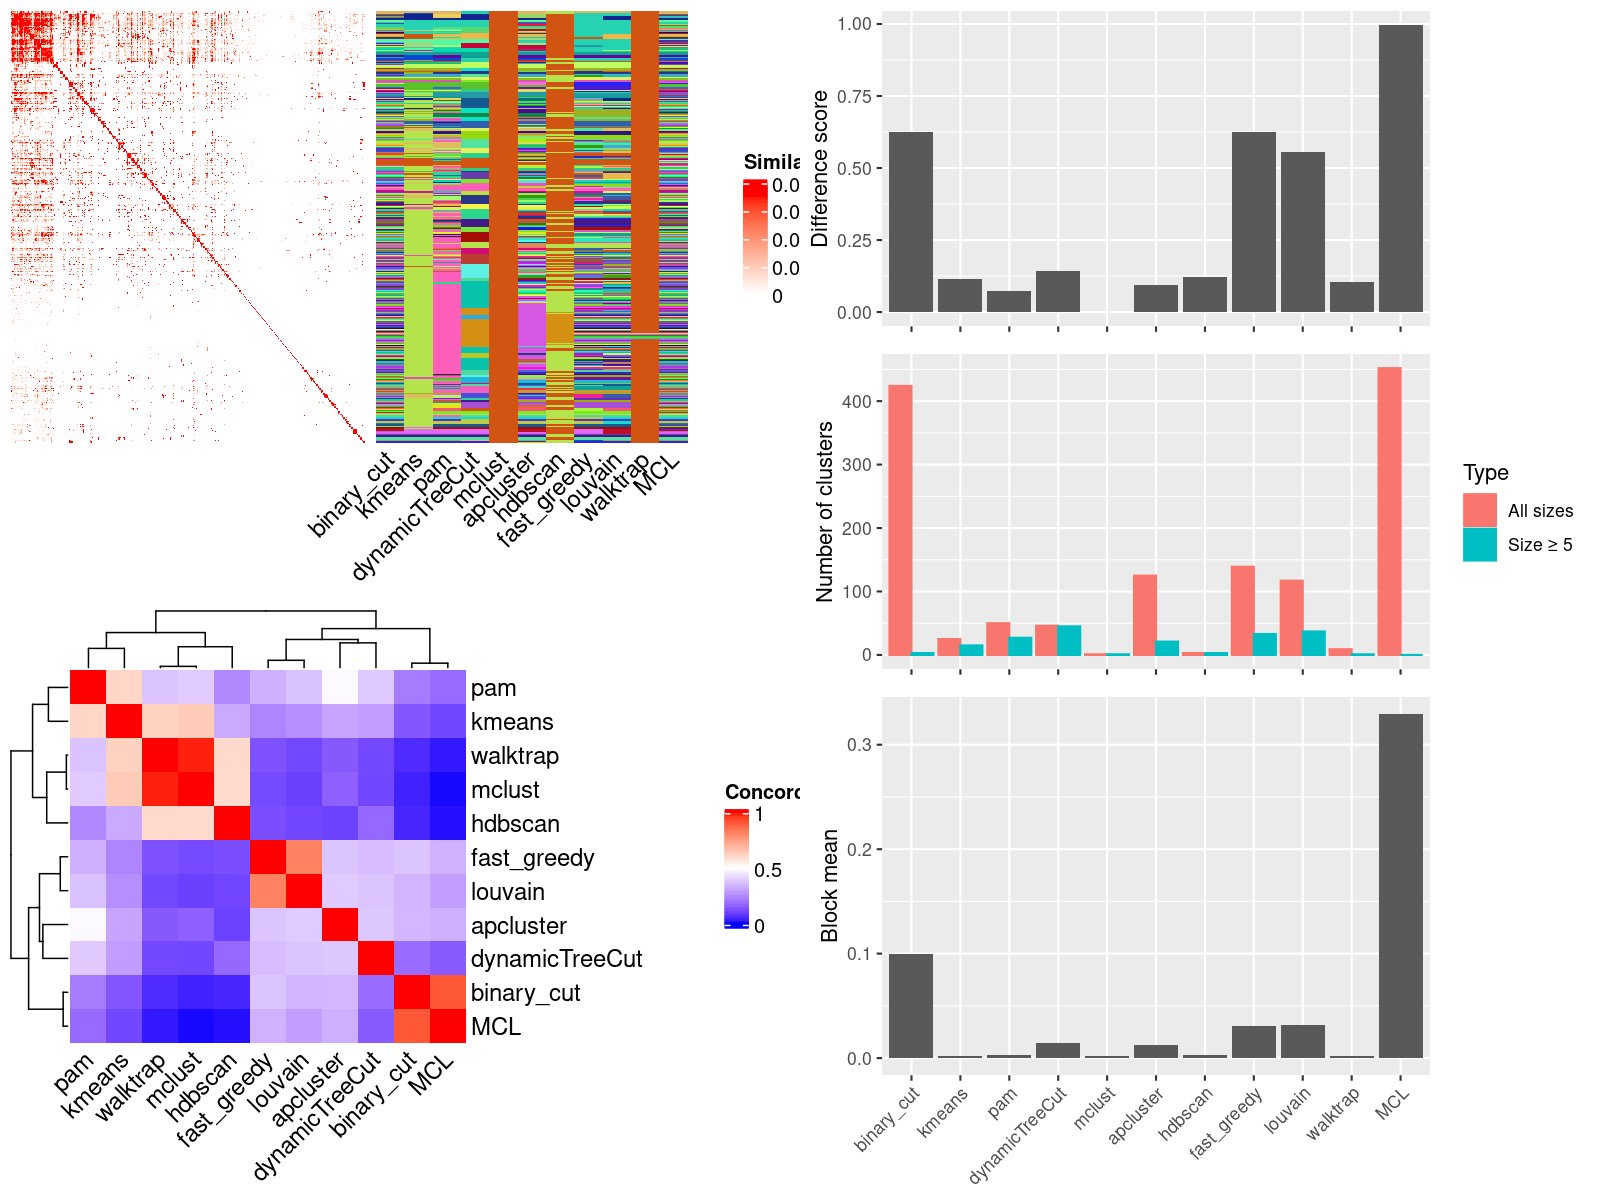 Simila
0.0
0.0
0.0
0.0
0
binary_cut
kmeans
pam
dynamicTreeCut
mclust
apcluster
hdbscan
fast_greedy
louvain
walktrap
MCL
pam
kmeans
walktrap
mclust
hdbscan
fast_greedy
louvain
apcluster
dynamicTreeCut
binary_cut
MCL
pam
kmeans
walktrap
mclust
hdbscan
fast_greedy
louvain
apcluster
dynamicTreeCut
binary_cut
MCL
Concord
1
0.5
0
Difference score
1.00
0.75
0.50
0.25
0.00
Number of clusters
400
300
200
100
0
Type
All sizes
Size ≥ 5
Block mean
0.3
0.2
0.1
0.0
binary_cut
kmeans
pam
dynamicTreeCut
mclust
apcluster
hdbscan
fast_greedy
louvain
walktrap
MCL